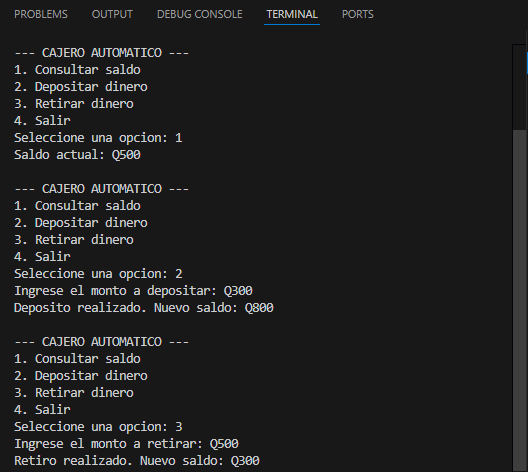 PROBLEMS OUTPUT DEBUG CONSOLE TERMINAL PORTS
--- CAJERO AUTOMATICO ---
1. Consultar saldo
2. Depositar dinero
3. Retirar dinero
4. Salir
Seleccione una opcion: 1
Saldo actual: Q500
--- CAJERO AUTOMATICO ---
1. Consultar saldo
2. Depositar dinero
3. Retirar dinero
4. Salir
Seleccione una opcion: 2
Ingrese el monto a depositar: Q300
Deposito realizado. Nuevo saldo: Q800
--- CAJERO AUTOMATICO ---
1. Consultar saldo
2. Depositar dinero
3. Retirar dinero
4. Salir
Seleccione una opcion: 3
Ingrese el monto a retirar: Q500
Retiro realizado. Nuevo saldo: Q300